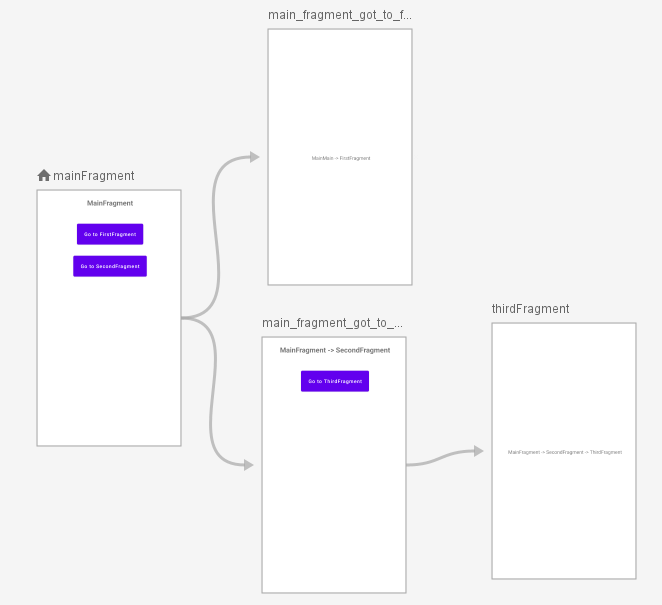 main_fragment_got_to_f...
MainMain -> FirstFragment
mainFragment
MainFragment
Go to FirstFragment
Go to SecondFragment
main_fragment_got_to_...
MainFragment -> SecondFragment
Go to ThirdFragment
thirdFragment
MainFragment -> SecondFragment -> ThirdFragment